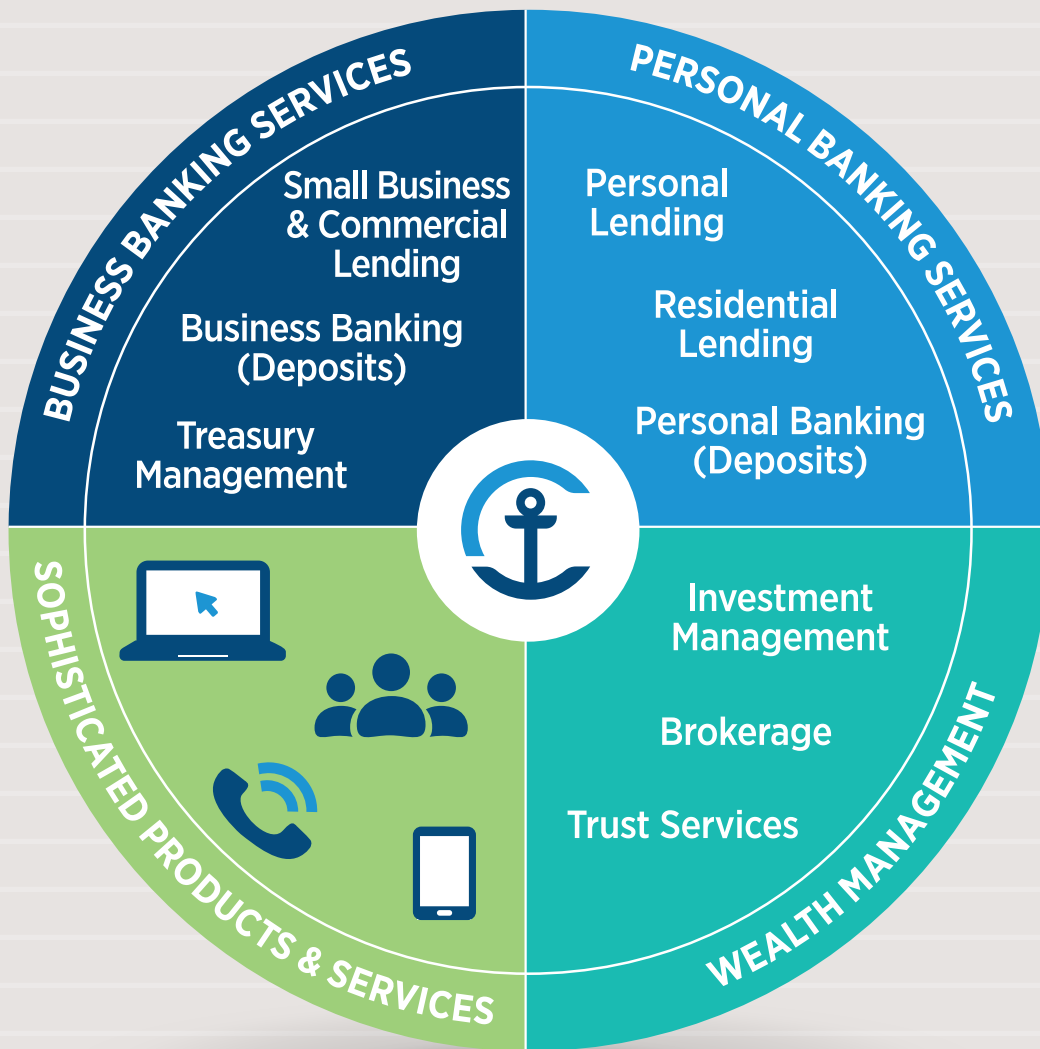 BUSINESS BANKING SERVICES
Small Business
& Commercial
Lending
Business Banking
(Deposits)
Treasury
Management
PERSONAL BANKING SERVICES
Personal
Lending
Residential
Lending
Personal Banking
(Deposits)
SOPHISTICATED PRODUCTS & SERVICES
WEALTH MANAGEMENT
Investment
Management
Brokerage
Trust Services